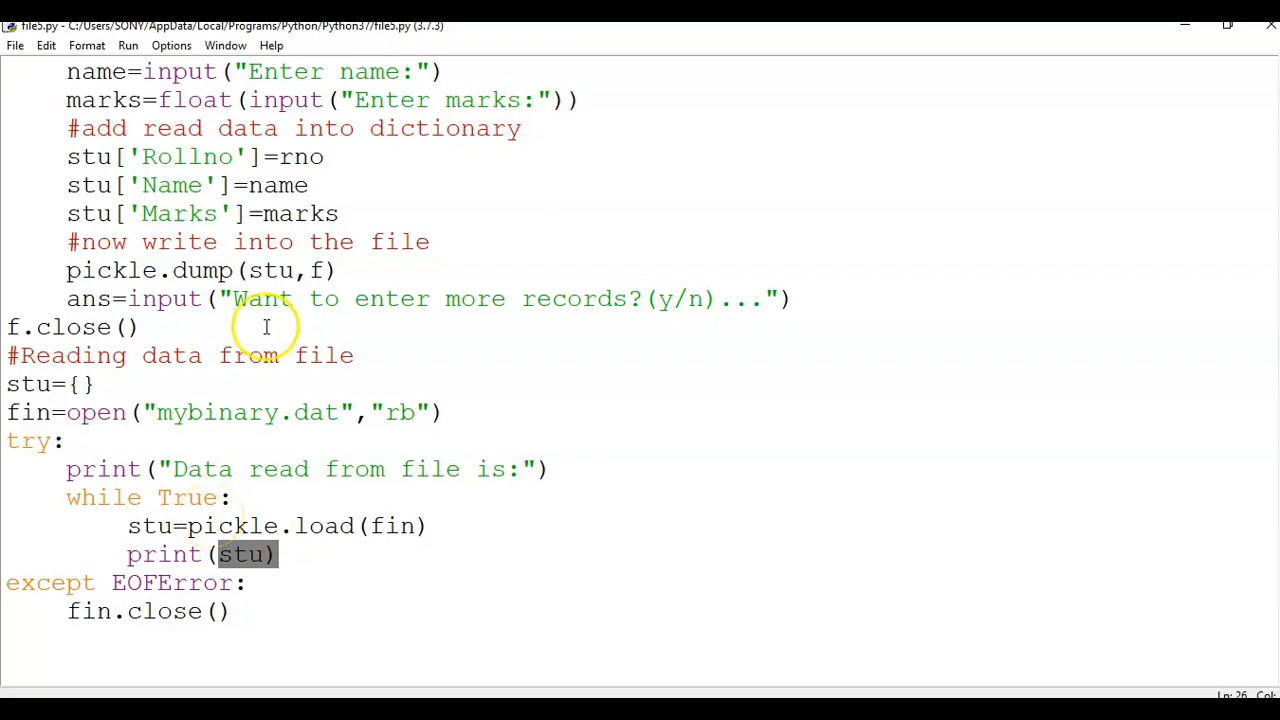 file5.py - C:/Users/SONY/AppData/Local/Programs/Python/Python37/file5.py (3.7.3)
File Edit Format Run Options Window Help
    name=input("Enter name:")
    marks=float(input("Enter marks:"))
    #add read data into dictionary
    stu['Rollno']=rno
    stu['Name']=name
    stu['Marks']=marks
    #now write into the file
    pickle.dump(stu,f)
    ans=input("Want to enter more records?(y/n)...")
f.close()
#Reading data from file
stu={}
fin=open("mybinary.dat","rb")
try:
    print("Data read from file is:")
    while True:
        stu=pickle.load(fin)
        print(stu)
except EOFError:
    fin.close()
Ln: 26 Col: